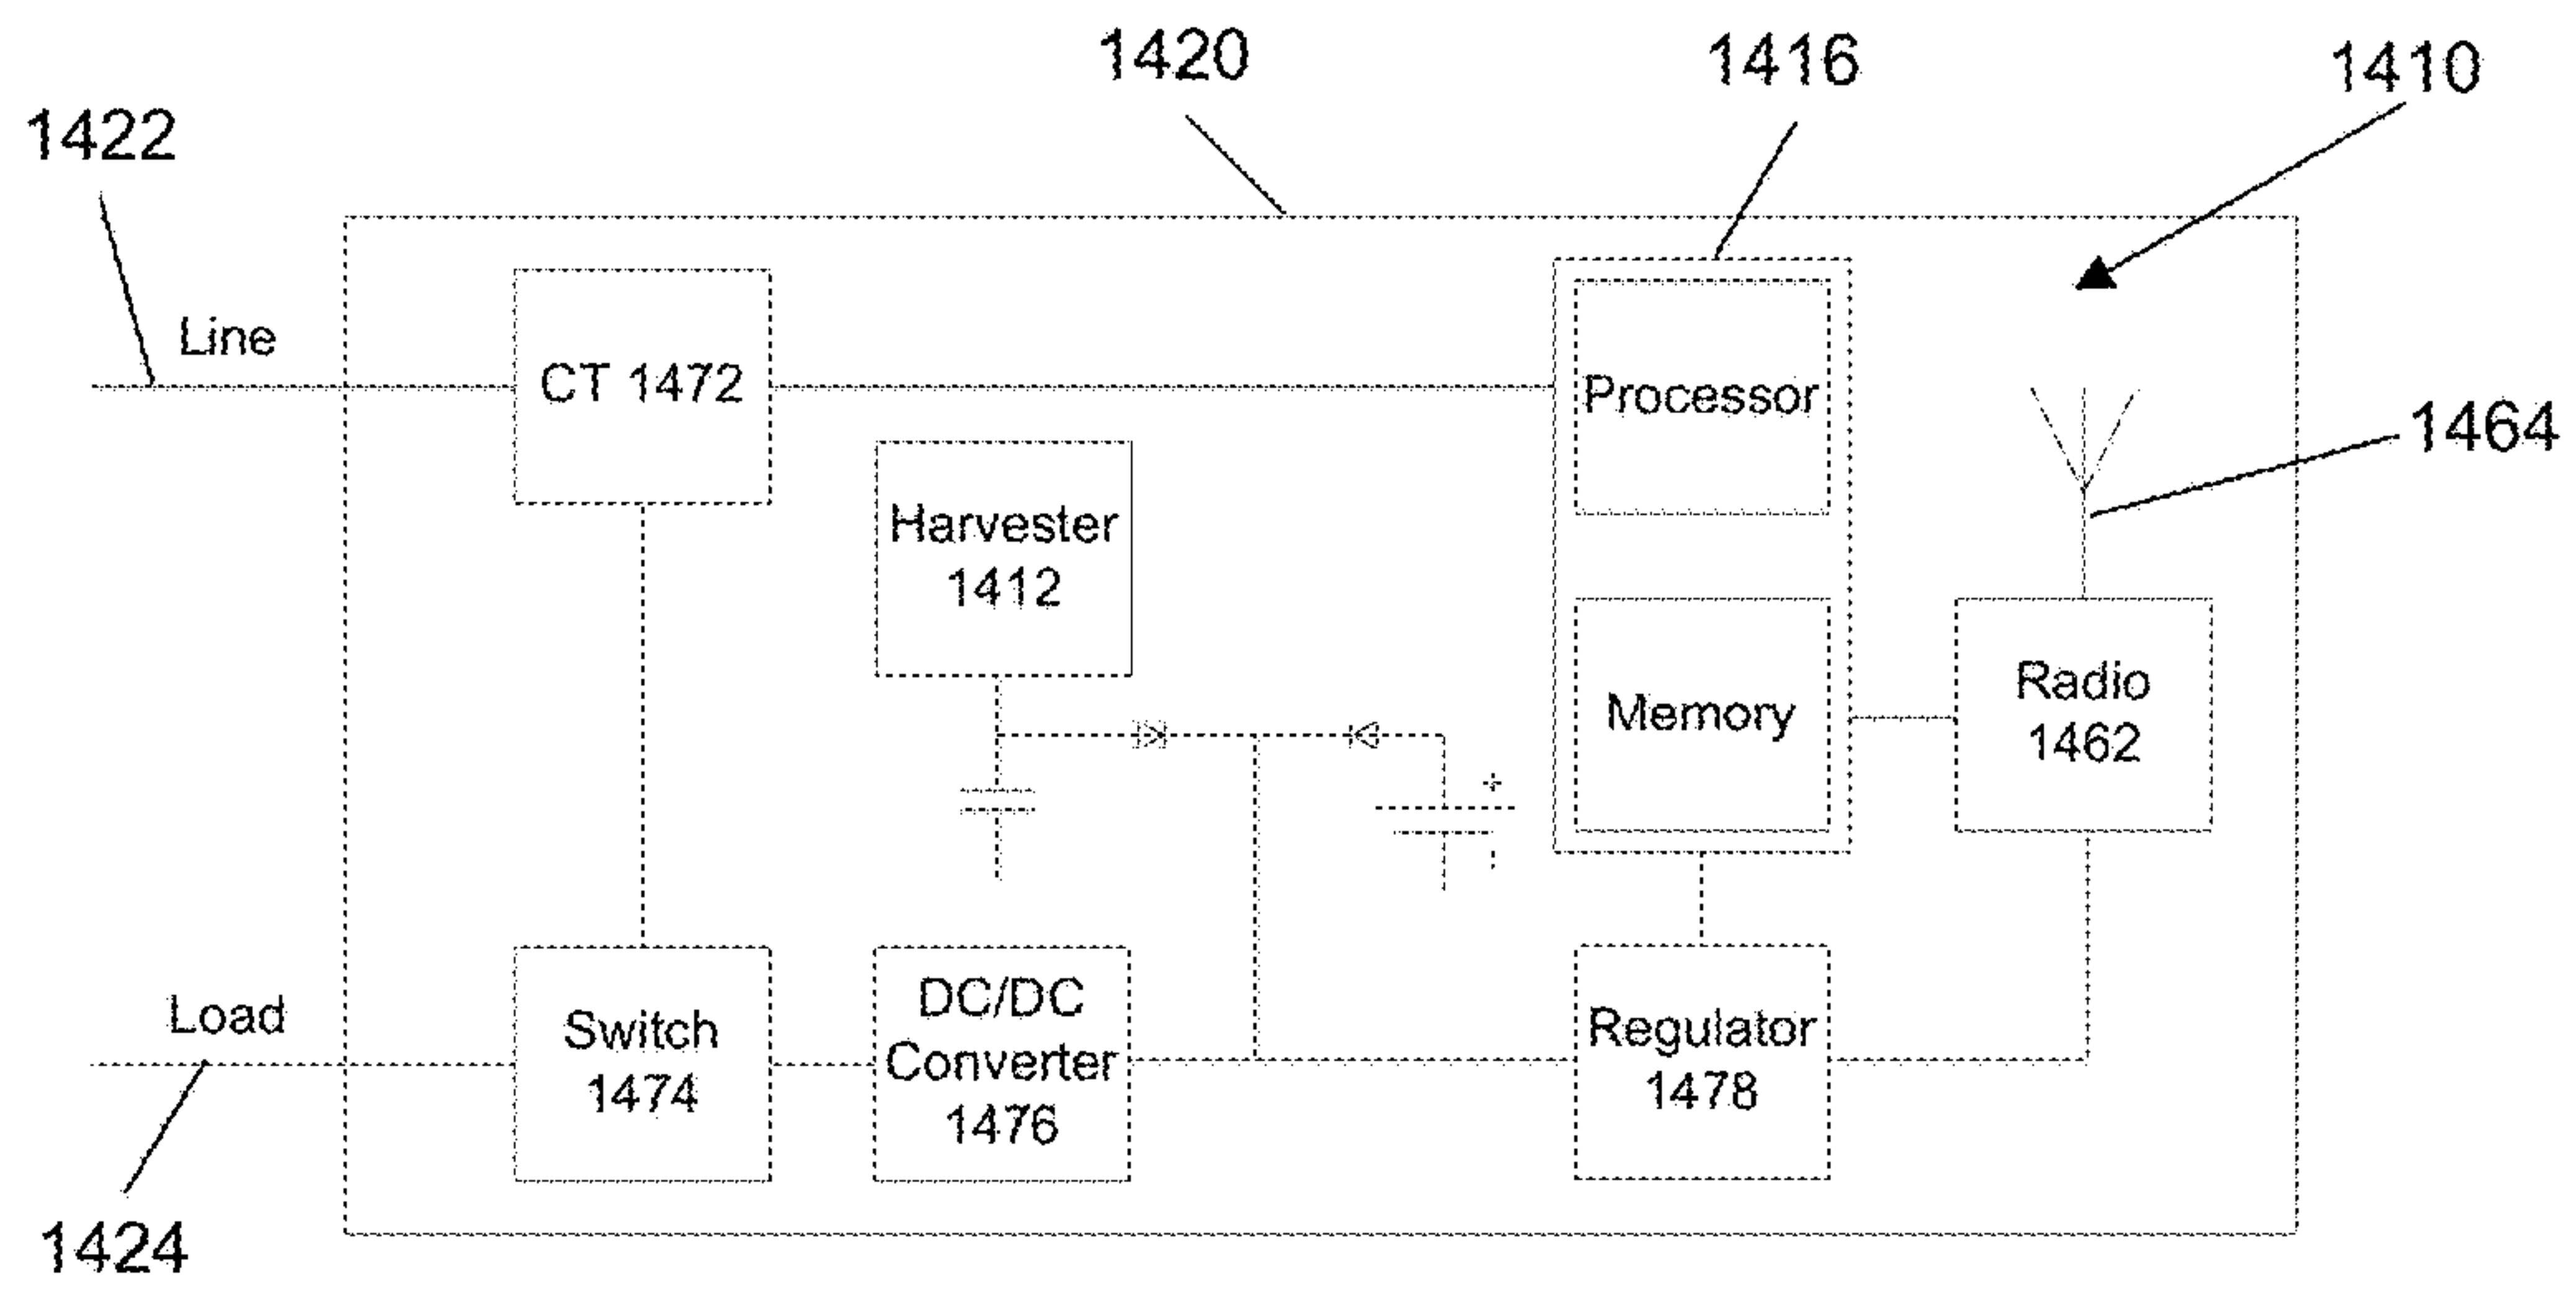 1420
1416
1410
1422
Line
CT 1472
Processor
1464
Harvester
1412
Memory
Radio
1462
+
-
Load
Switch
1474
DC/DC
Converter
1476
Regulator
1478
1424